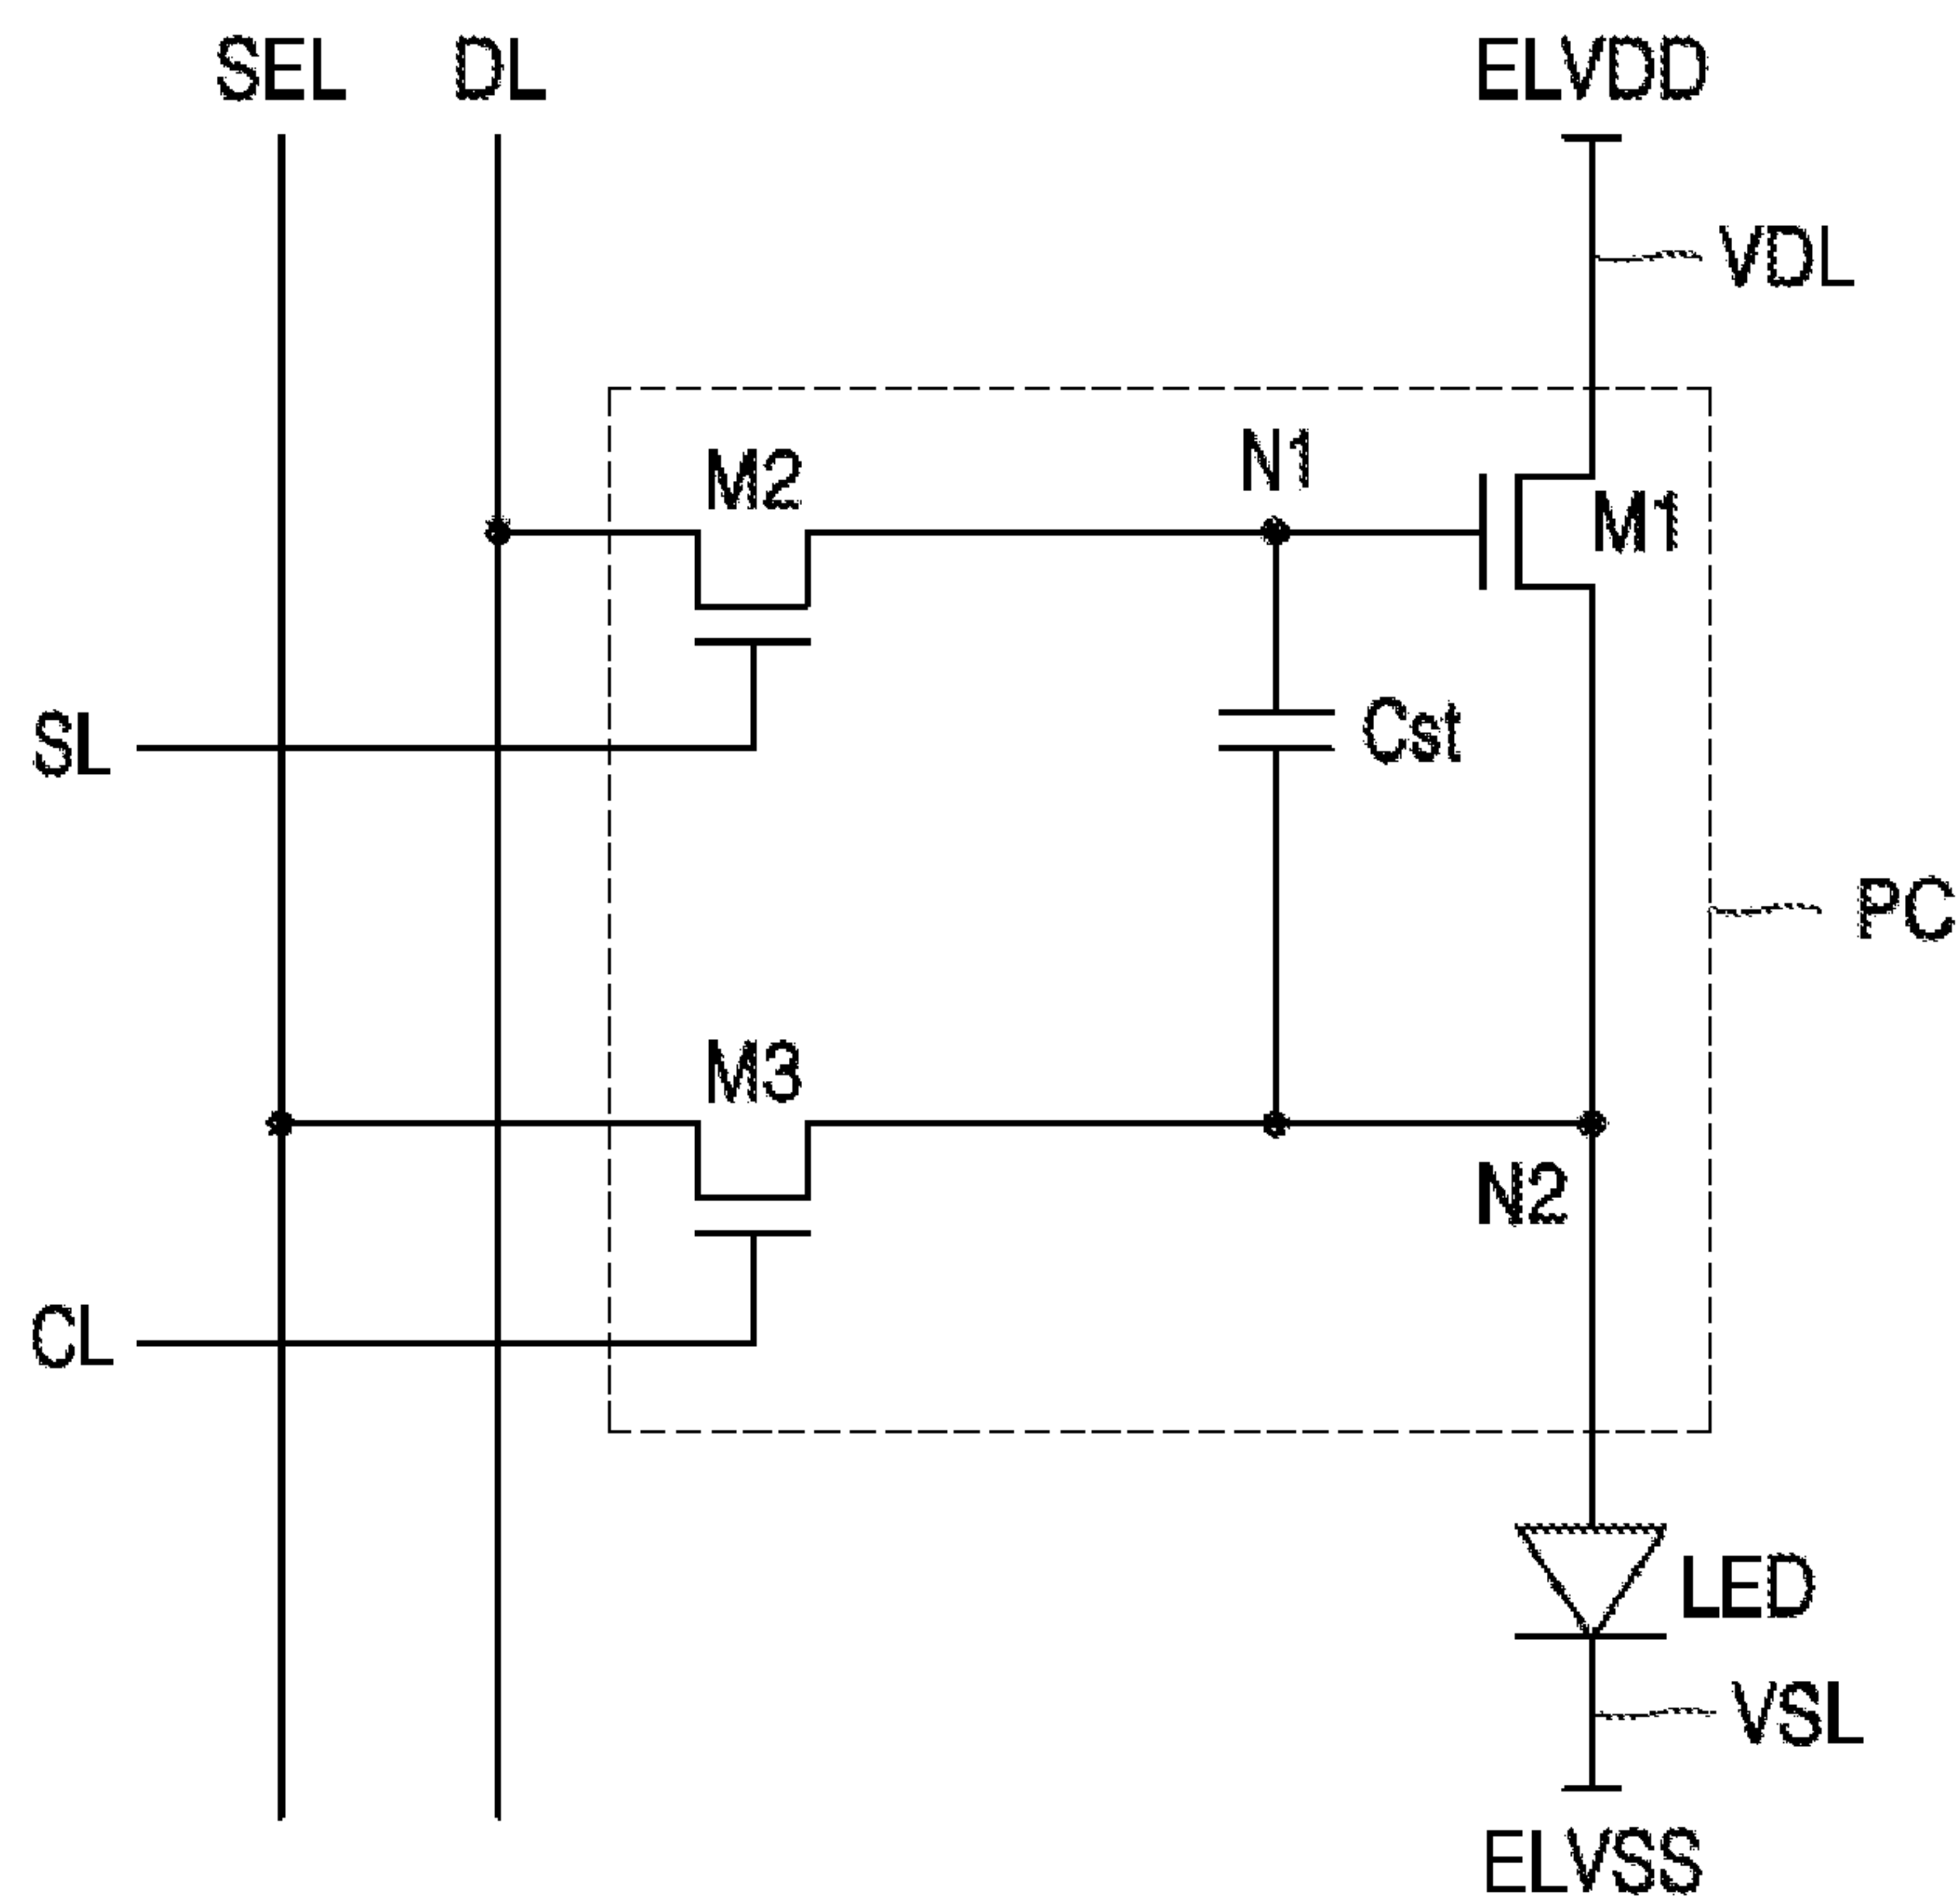 SEL DL ELVDD
VDL
N1
M2
M1
SL
Cst
PC
M3
N2
CL
LED
VSL
ELVSS